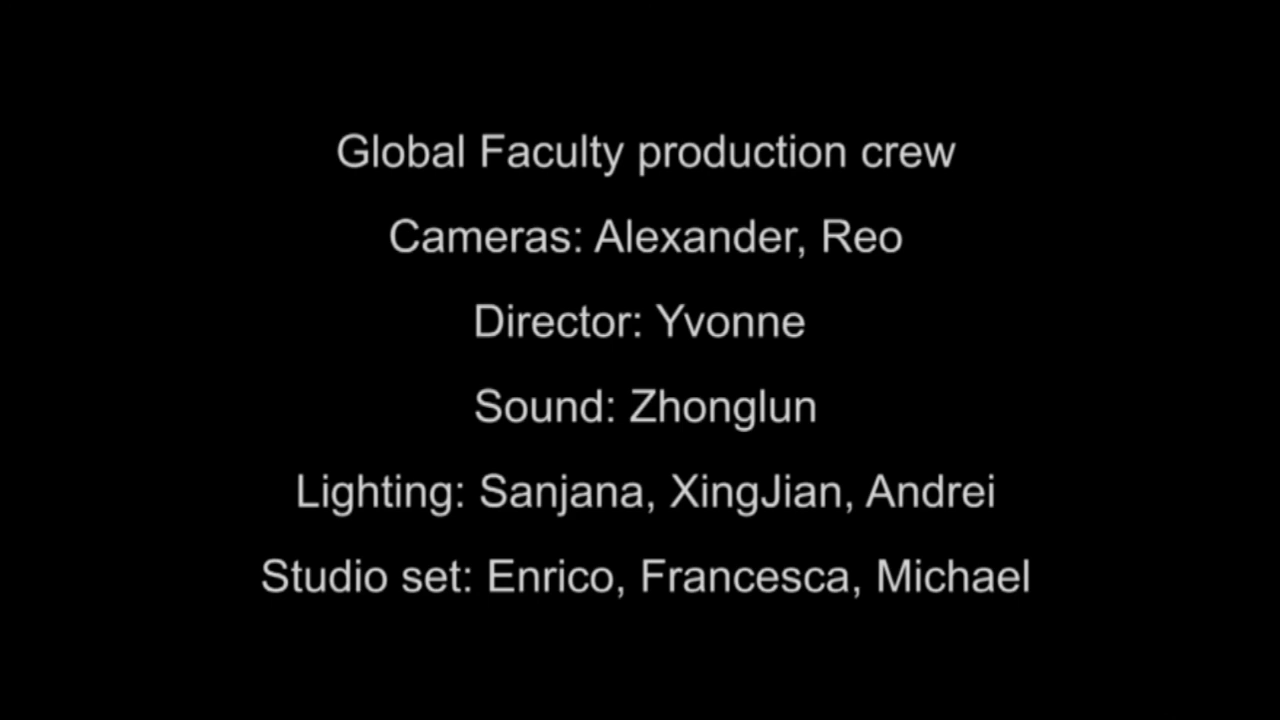 Global Faculty production crew
Cameras: Alexander, Reo
Director: Yvonne
Sound: Zhonglun
Lighting: Sanjana, XingJian, Andrei
Studio set: Enrico, Francesca, Michael